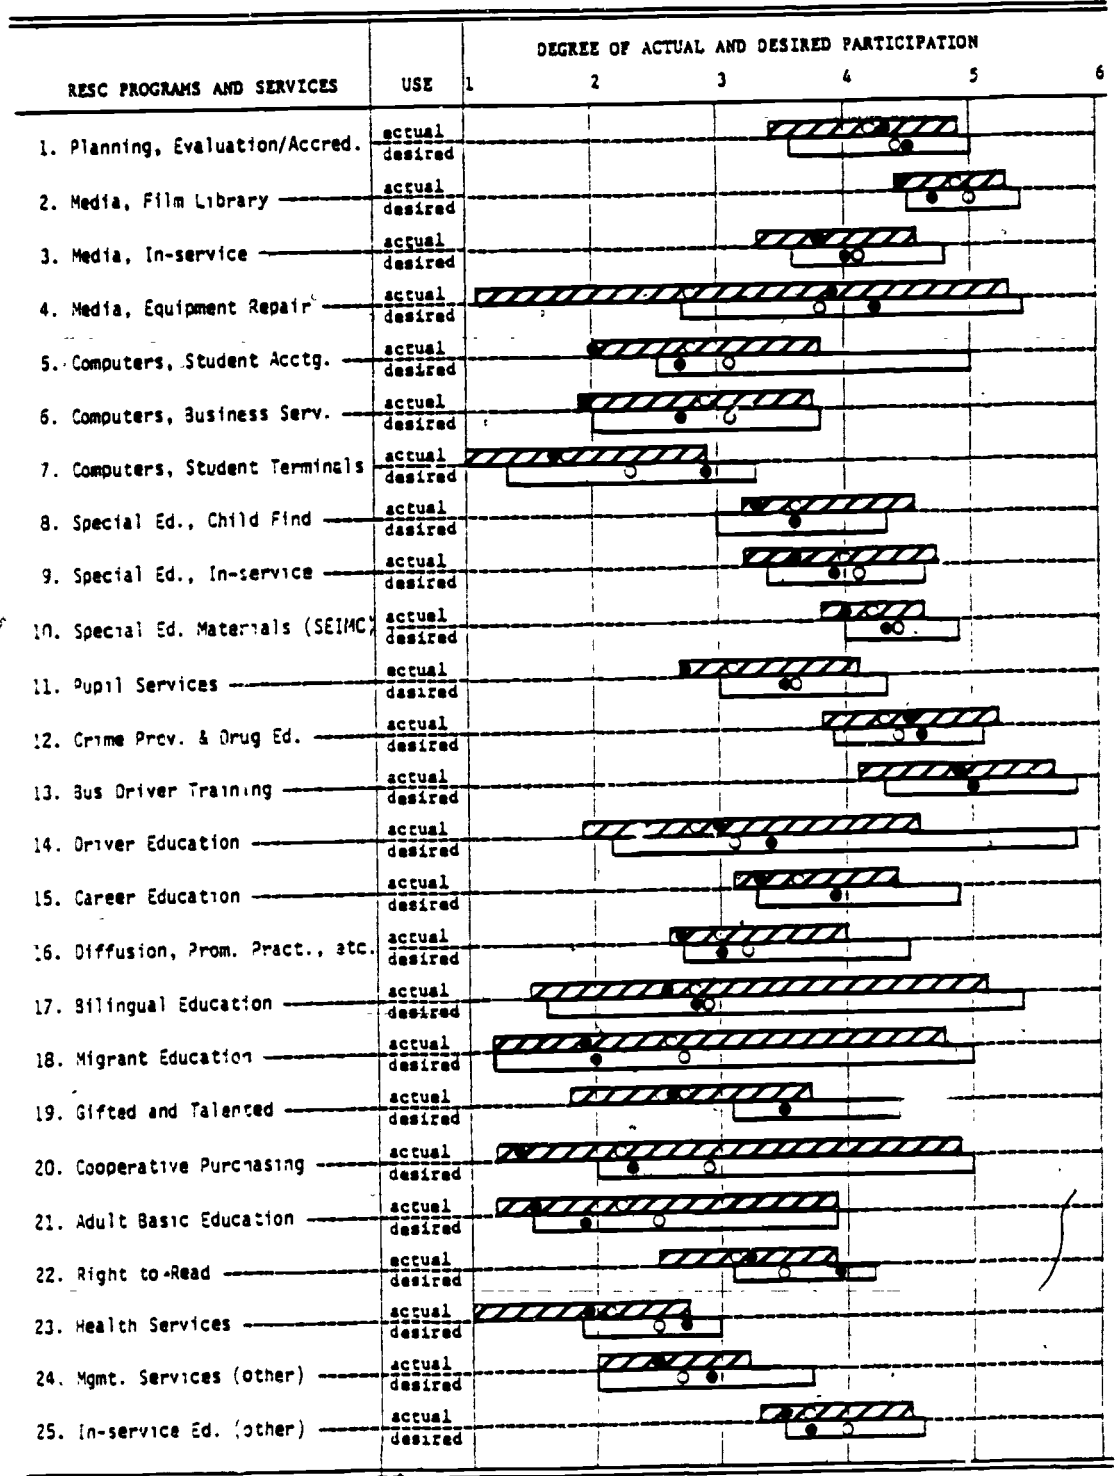 DEGREE OF ACTUAL AND DESIRED PARTICIPATION
RESC PROGRAMS AND SERVICES USE 1 2 3 4 5 6
1. Planning, Evaluation/Accred. actual desired
2. Media, Film Library actual desired
3. Media, In-service actual desired
4. Media, Equipment Repair actual desired
5. Computers, Student Acctg. actual desired
6. Computers, Business Serv. actual desired
7. Computers, Student Terminals actual desired
8. Special Ed., Child Find actual desired
9. Special Ed., In-service actual desired
10. Special Ed. Materials (SEIMC) actual desired
11. Pupil Services actual desired
12. Crime Prev. & Drug Ed. actual desired
13. Bus Driver Training actual desired
14. Driver Education actual desired
15. Career Education actual desired
16. Diffusion, Prom. Pract., etc. actual desired
17. Bilingual Education actual desired
18. Migrant Education actual desired
19. Gifted and Talented actual desired
20. Cooperative Purchasing actual desired
21. Adult Basic Education actual desired
22. Right to Read actual desired
23. Health Services actual desired
24. Mgmt. Services (other) actual desired
25. In-service Ed. (other) actual desired